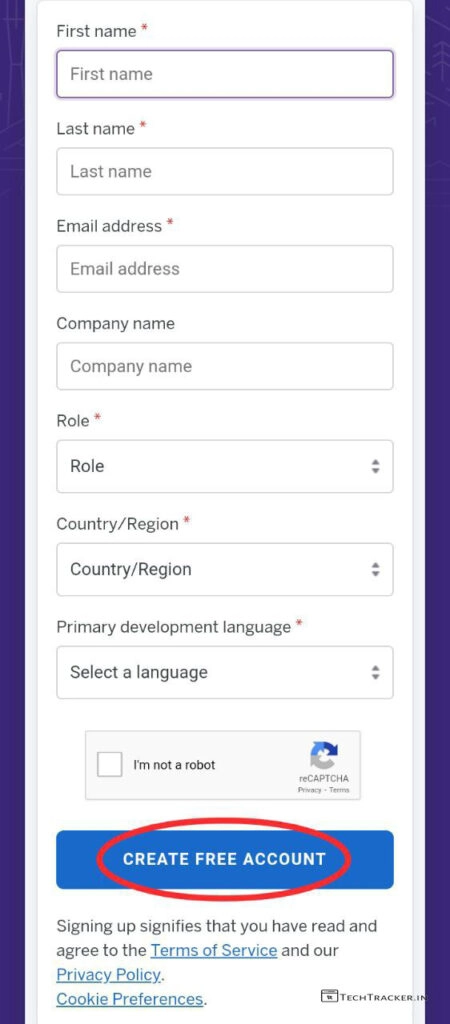 First name *
First name
Last name *
Last name
Email address *
Email address
Company name
Company name
Role *
Role
Country/Region *
Country/Region
Primary development language *
Select a language
I'm not a robot
reCAPTCHA
Privacy - Terms
CREATE FREE ACCOUNT
Signing up signifies that you have read and
agree to the Terms of Service and our
Privacy Policy.
Cookie Preferences.
TECHTRACKER.IN